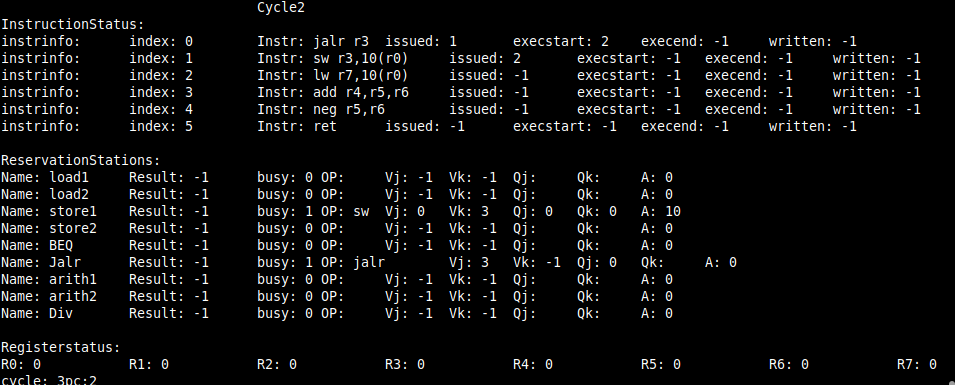 Cycle2
InstructionStatus:
instrinfo: index: 0 Instr: jalr r3 issued: 1 execstart: 2 execend: -1 written: -1
instrinfo: index: 1 Instr: sw r3,10(r0) issued: 2 execstart: -1 execend: -1 written: -1
instrinfo: index: 2 Instr: lw r7,10(r0) issued: -1 execstart: -1 execend: -1 written: -1
instrinfo: index: 3 Instr: add r4,r5,r6 issued: -1 execstart: -1 execend: -1 written: -1
instrinfo: index: 4 Instr: neg r5,r6 issued: -1 execstart: -1 execend: -1 written: -1
instrinfo: index: 5 Instr: ret issued: -1 execstart: -1 execend: -1 written: -1
ReservationStations:
Name: load1 Result: -1 busy: 0 OP: Vj: -1 Vk: -1 Qj: Qk: A: 0
Name: load2 Result: -1 busy: 0 OP: Vj: -1 Vk: -1 Qj: Qk: A: 0
Name: store1 Result: -1 busy: 1 OP: sw Vj: 0 Vk: 3 Qj: 0 Qk: 0 A: 10
Name: store2 Result: -1 busy: 0 OP: Vj: -1 Vk: -1 Qj: Qk: A: 0
Name: BEQ Result: -1 busy: 0 OP: Vj: -1 Vk: -1 Qj: Qk: A: 0
Name: Jalr Result: -1 busy: 1 OP: jalr Vj: 3 Vk: -1 Qj: 0 Qk: A: 0
Name: arith1 Result: -1 busy: 0 OP: Vj: -1 Vk: -1 Qj: Qk: A: 0
Name: arith2 Result: -1 busy: 0 OP: Vj: -1 Vk: -1 Qj: Qk: A: 0
Name: Div Result: -1 busy: 0 OP: Vj: -1 Vk: -1 Qj: Qk: A: 0
Registerstatus:
R0: 0 R1: 0 R2: 0 R3: 0 R4: 0 R5: 0 R6: 0 R7: 0
cycle: 3pc:2